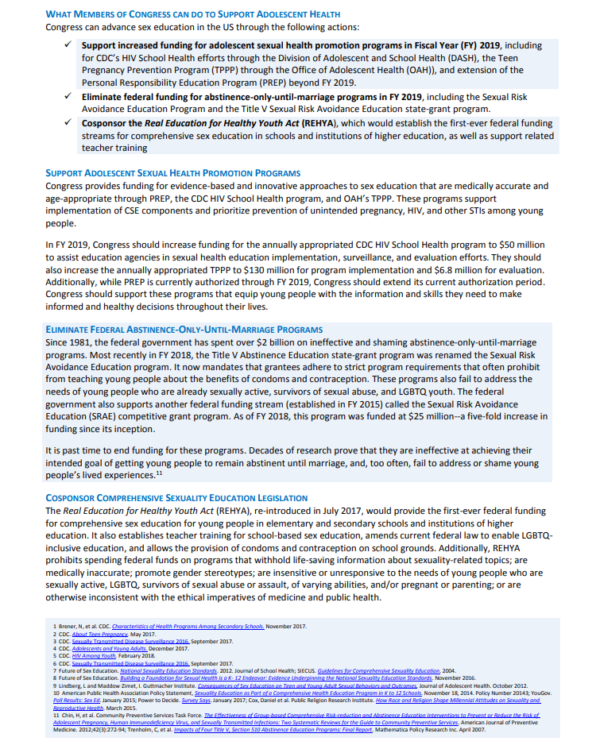 WHAT MEMBERS OF CONGRESS CAN DO TO SUPPORT ADOLESCENT HEALTH
Congress can advance sex education in the US through the following actions:
✓ Support increased funding for adolescent sexual health promotion programs in Fiscal Year (FY) 2019, including
for CDC's HIV School Health efforts through the Division of Adolescent and School Health (DASH), the Teen
Pregnancy Prevention Program (TPPP) through the Office of Adolescent Health (OAH)), and extension of the
Personal Responsibility Education Program (PREP) beyond FY 2019.
✓ Eliminate federal funding for abstinence-only-until-marriage programs in FY 2019, including the Sexual Risk
Avoidance Education Program and the Title V Sexual Risk Avoidance Education state-grant program.
✓ Cosponsor the Real Education for Healthy Youth Act (REHYA), which would establish the first-ever federal funding
streams for comprehensive sex education in schools and institutions of higher education, as well as support related
teacher training
SUPPORT ADOLESCENT SEXUAL HEALTH PROMOTION PROGRAMS
Congress provides funding for evidence-based and innovative approaches to sex education that are medically accurate and
age-appropriate through PREP, the CDC HIV School Health program, and OAH's TPPP. These programs support
implementation of CSE components and prioritize prevention of unintended pregnancy, HIV, and other STIs among young
people.
In FY 2019, Congress should increase funding for the annually appropriated CDC HIV School Health program to $50 million
to assist education agencies in sexual health education implementation, surveillance, and evaluation efforts. They should
also increase the annually appropriated TPPP to $130 million for program implementation and $6.8 million for evaluation.
Additionally, while PREP is currently authorized through FY 2019, Congress should extend its current authorization period.
Congress should support these programs that equip young people with the information and skills they need to make
informed and healthy decisions throughout their lives.
ELIMINATE FEDERAL ABSTINENCE-ONLY-UNTIL-MARRIAGE PROGRAMS
Since 1981, the federal government has spent over $2 billion on ineffective and shaming abstinence-only-until-marriage
programs. Most recently in FY 2018, the Title V Abstinence Education state-grant program was renamed the Sexual Risk
Avoidance Education program. It now mandates that grantees adhere to strict program requirements that often prohibit
from teaching young people about the benefits of condoms and contraception. These programs also fail to address the
needs of young people who are already sexually active, survivors of sexual abuse, and LGBTQ youth. The federal
government also supports another federal funding stream (established in FY 2015) called the Sexual Risk Avoidance
Education (SRAE) competitive grant program. As of FY 2018, this program was funded at $25 million--a five-fold increase in
funding since its inception.
It is past time to end funding for these programs. Decades of research prove that they are ineffective at achieving their
intended goal of getting young people to remain abstinent until marriage, and, too often, fail to address or shame young
people's lived experiences.11
COSPONSOR COMPREHENSIVE SEXUALITY EDUCATION LEGISLATION
The Real Education for Healthy Youth Act (REHYA), re-introduced in July 2017, would provide the first-ever federal funding
for comprehensive sex education for young people in elementary and secondary schools and institutions of higher
education. It also establishes teacher training for school-based sex education, amends current federal law to enable LGBTQ-
inclusive education, and allows the provision of condoms and contraception on school grounds. Additionally, REHYA
prohibits spending federal funds on programs that withhold life-saving information about sexuality-related topics; are
medically inaccurate; promote gender stereotypes; are insensitive or unresponsive to the needs of young people who are
sexually active, LGBTQ, survivors of sexual abuse or assault, of varying abilities, and/or pregnant or parenting; or are
otherwise inconsistent with the ethical imperatives of medicine and public health.
1 Brener, N, et al. CDC. Characteristics of Health Programs Among Secondary Schools. November 2017.
2 CDC. About Teen Pregnancy. May 2017.
3 CDC. Sexually Transmitted Disease Surveillance 2016. September 2017.
4 CDC. Adolescents and Young Adults. December 2017.
5 CDC. HIV Among Youth. February 2018.
6 CDC. Sexually Transmitted Disease Surveillance 2016. September 2017.
7 Future of Sex Education. National Sexuality Education Standards. 2012. Journal of School Health; SIECUS. Guidelines for Comprehensive Sexuality Education. 2004.
8 Future of Sex Education. Building a Foundation for Sexual Health is a K- 12 Endeavor: Evidence Underpinning the National Sexuality Education Standards. November 2016.
9 Lindberg, L and Maddow Zimet, I. Guttmacher Institute. Consequences of Sex Education on Teen and Young Adult Sexual Behaviors and Outcomes. Journal of Adolescent Health. October 2012.
10 American Public Health Association Policy Statement. Sexuality Education as Part of a Comprehensive Health Education Program in K to 12 Schools. November 18, 2014. Policy Number 20143; YouGov.
Poll Results: Sex Ed. January 2015; Power to Decide. Survey Says. January 2017; Cox, Daniel et al. Public Religion Research Institute. How Race and Religion Shape Millennial Attitudes on Sexuality and
Reproductive Health. March 2015.
11 Chin, H, et al. Community Preventive Services Task Force. The Effectiveness of Group-based Comprehensive Risk-reduction and Abstinence Education Interventions to Prevent or Reduce the Risk of
Adolescent Pregnancy, Human Immunodeficiency Virus, and Sexually Transmitted Infections: Two Systematic Reviews for the Guide to Community Preventive Services. American Journal of Preventive
Medicine. 2012;42(3):272-94; Trenholm, C, et al. Impacts of Four Title V, Section 510 Abstinence Education Programs: Final Report. Mathematica Policy Research Inc. April 2007.